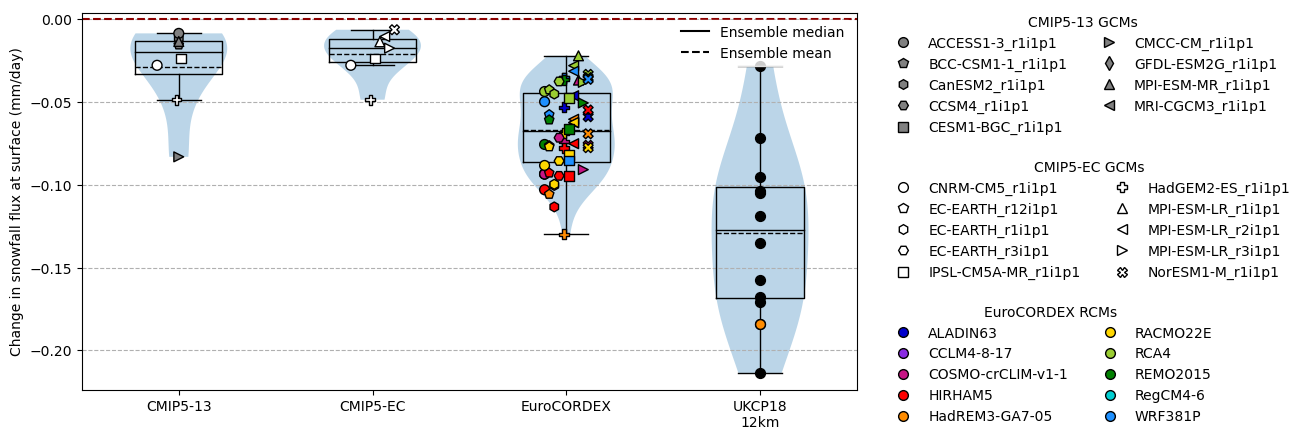 Change in snowfall flux at surface (mm/day)
0.00
−0.05
−0.10
−0.15
−0.20
CMIP5-13
CMIP5-EC
EuroCORDEX
UKCP18
12km
Ensemble median
Ensemble mean
CMIP5-13 GCMs
ACCESS1-3_r1i1p1
BCC-CSM1-1_r1i1p1
CanESM2_r1i1p1
CCSM4_r1i1p1
CESM1-BGC_r1i1p1
CMCC-CM_r1i1p1
GFDL-ESM2G_r1i1p1
MPI-ESM-MR_r1i1p1
MRI-CGCM3_r1i1p1
CMIP5-EC GCMs
CNRM-CM5_r1i1p1
EC-EARTH_r12i1p1
EC-EARTH_r1i1p1
EC-EARTH_r3i1p1
IPSL-CM5A-MR_r1i1p1
HadGEM2-ES_r1i1p1
MPI-ESM-LR_r1i1p1
MPI-ESM-LR_r2i1p1
MPI-ESM-LR_r3i1p1
NorESM1-M_r1i1p1
EuroCORDEX RCMs
ALADIN63
CCLM4-8-17
COSMO-crCLIM-v1-1
HIRHAM5
HadREM3-GA7-05
RACMO22E
RCA4
REMO2015
RegCM4-6
WRF381P